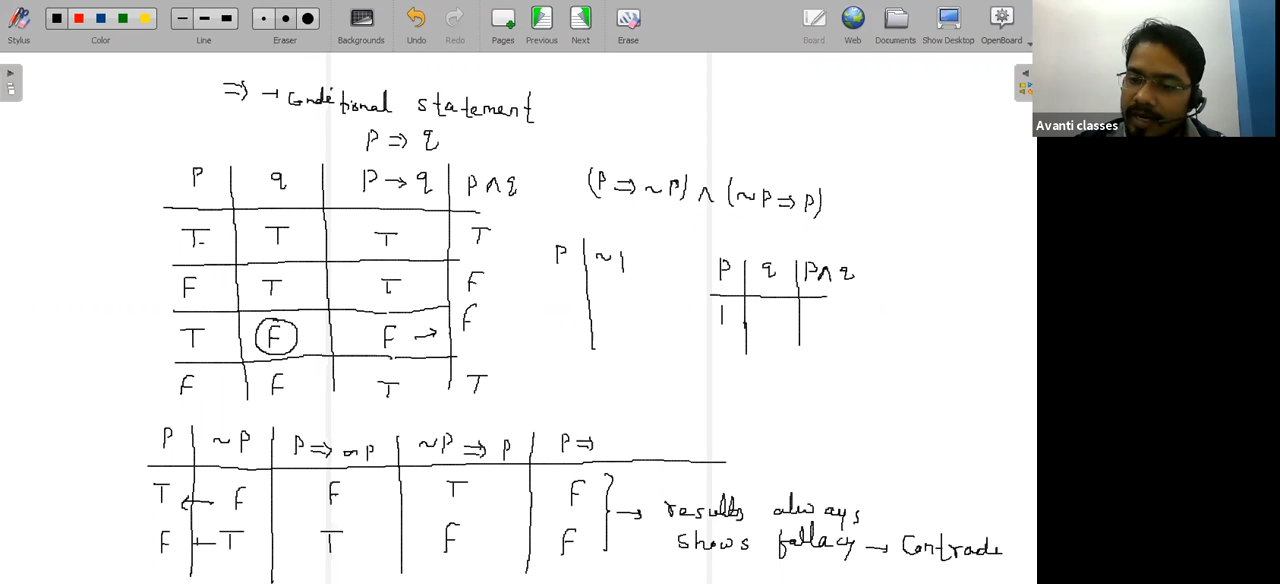 Stylus Color Line Eraser Backgrounds Undo Redo Pages Previous Next Erase Board Web Documents Show Desktop OpenBoard
Avanti classes
⇒ → Conditional statement
P ⇒ q
P q P → q P ∧ q
T T T T
F T T F
T F F → F
F F T T
(P ⇒ ~P) ∧ (~P ⇒ P)
P ~
P q P ∧ q
P ~P P ⇒ ~P ~P ⇒ P P ⇒
T ← F F T F
F ← T T F F
→ results always
shows fallacy → Contrade